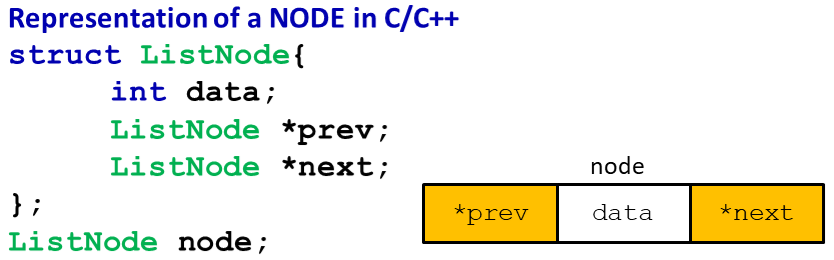 Representation of a NODE in C/C++
struct ListNode{
int data;
ListNode *prev;
ListNode *next;
};
ListNode node;
node
*prev data *next